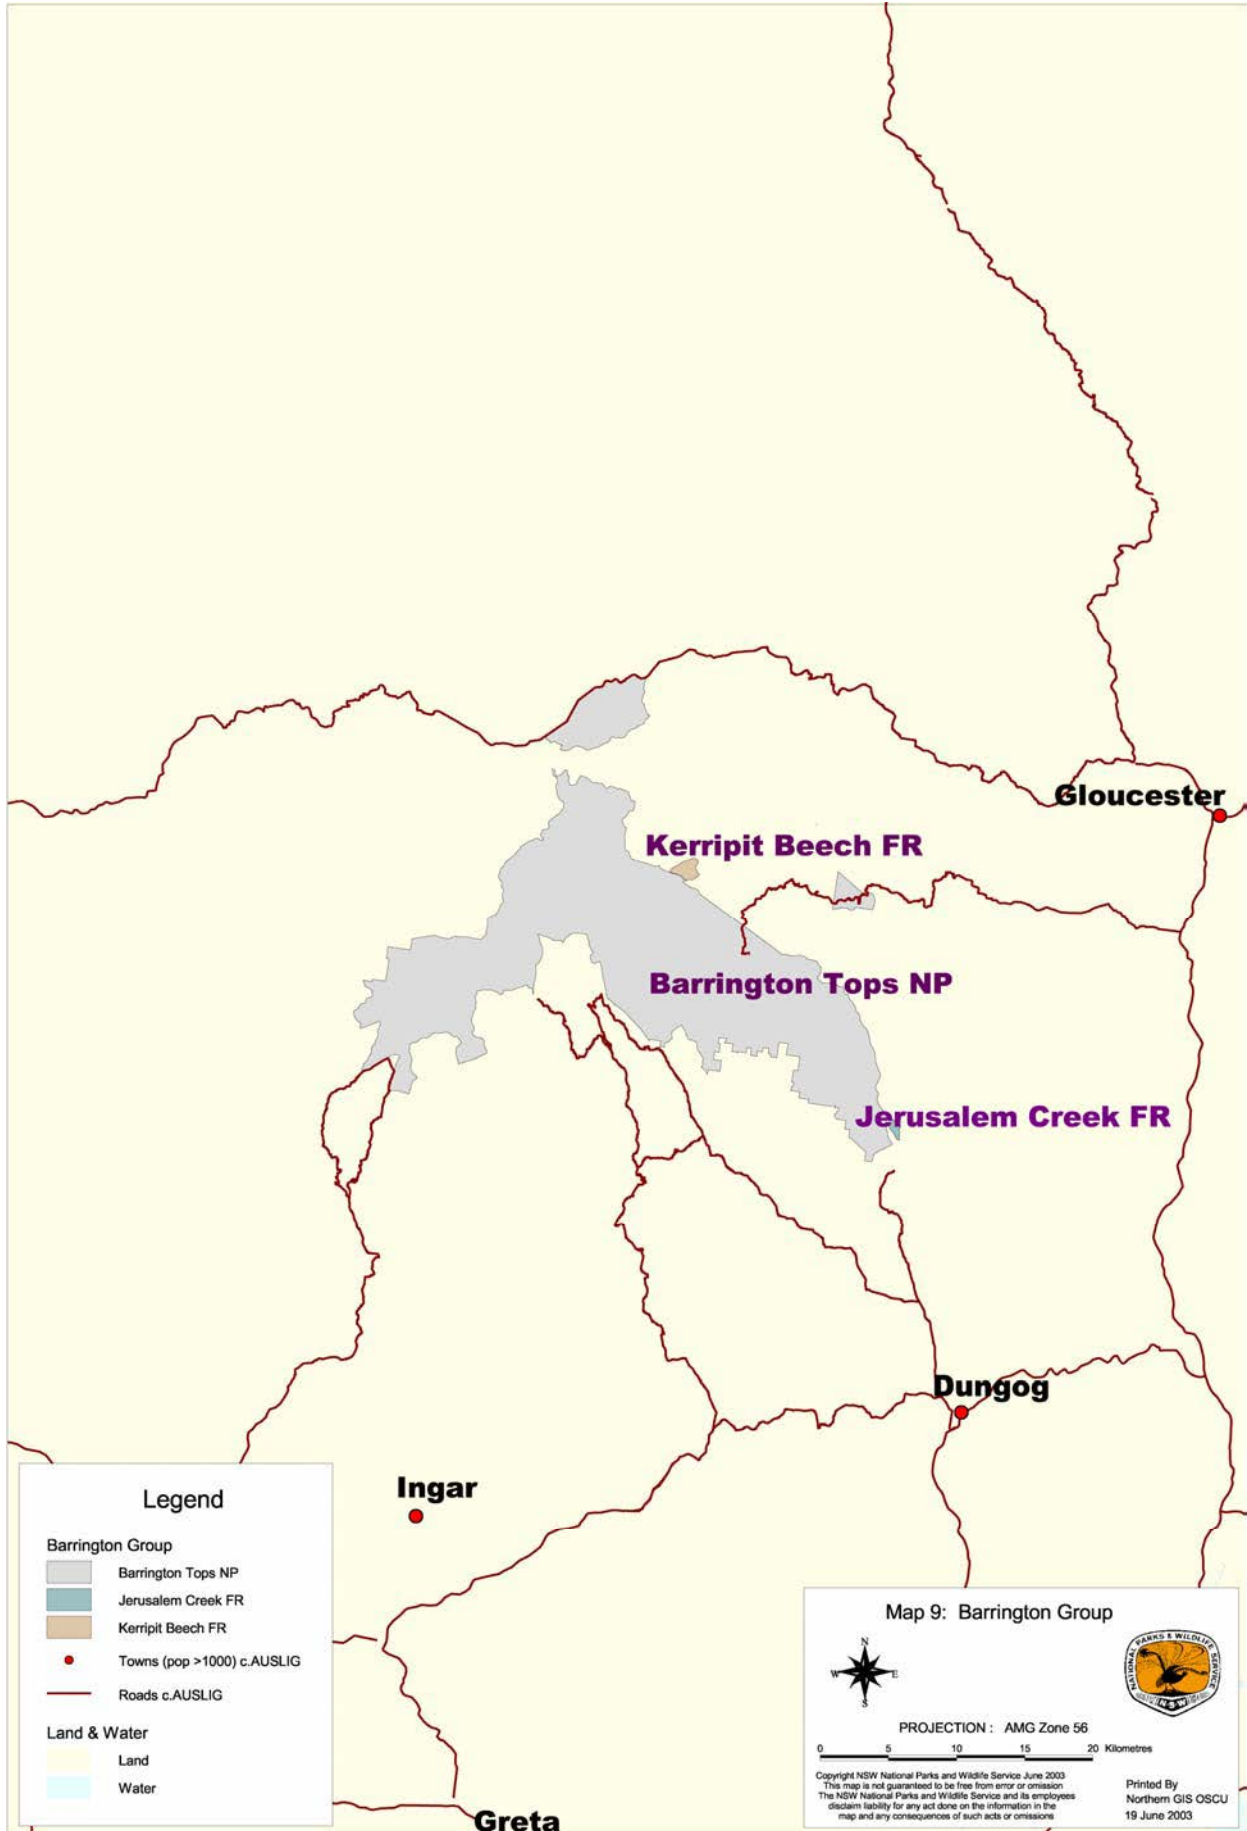 Gloucester
Kerripit Beech FR
Barrington Tops NP
Jerusalem Creek FR
Dungog
Ingar
Greta
Legend
Barrington Group
Barrington Tops NP
Jerusalem Creek FR
Kerripit Beech FR
Towns (pop >1000) c.AUSLIG
Roads c.AUSLIG
Land & Water
Land
Water
Map 9: Barrington Group
N
W E
S
NATIONAL PARKS & WILDLIFE SERVICE
NSW
PROJECTION : AMG Zone 56
0 5 10 15 20 Kilometres
Copyright NSW National Parks and Wildlife Service June 2003
This map is not guaranteed to be free from error or omission
The NSW National Parks and Wildlife Service and its employees
disclaim liability for any act done on the information in the
map and any consequences of such acts or omissions
Printed By
Northern GIS OSCU
19 June 2003